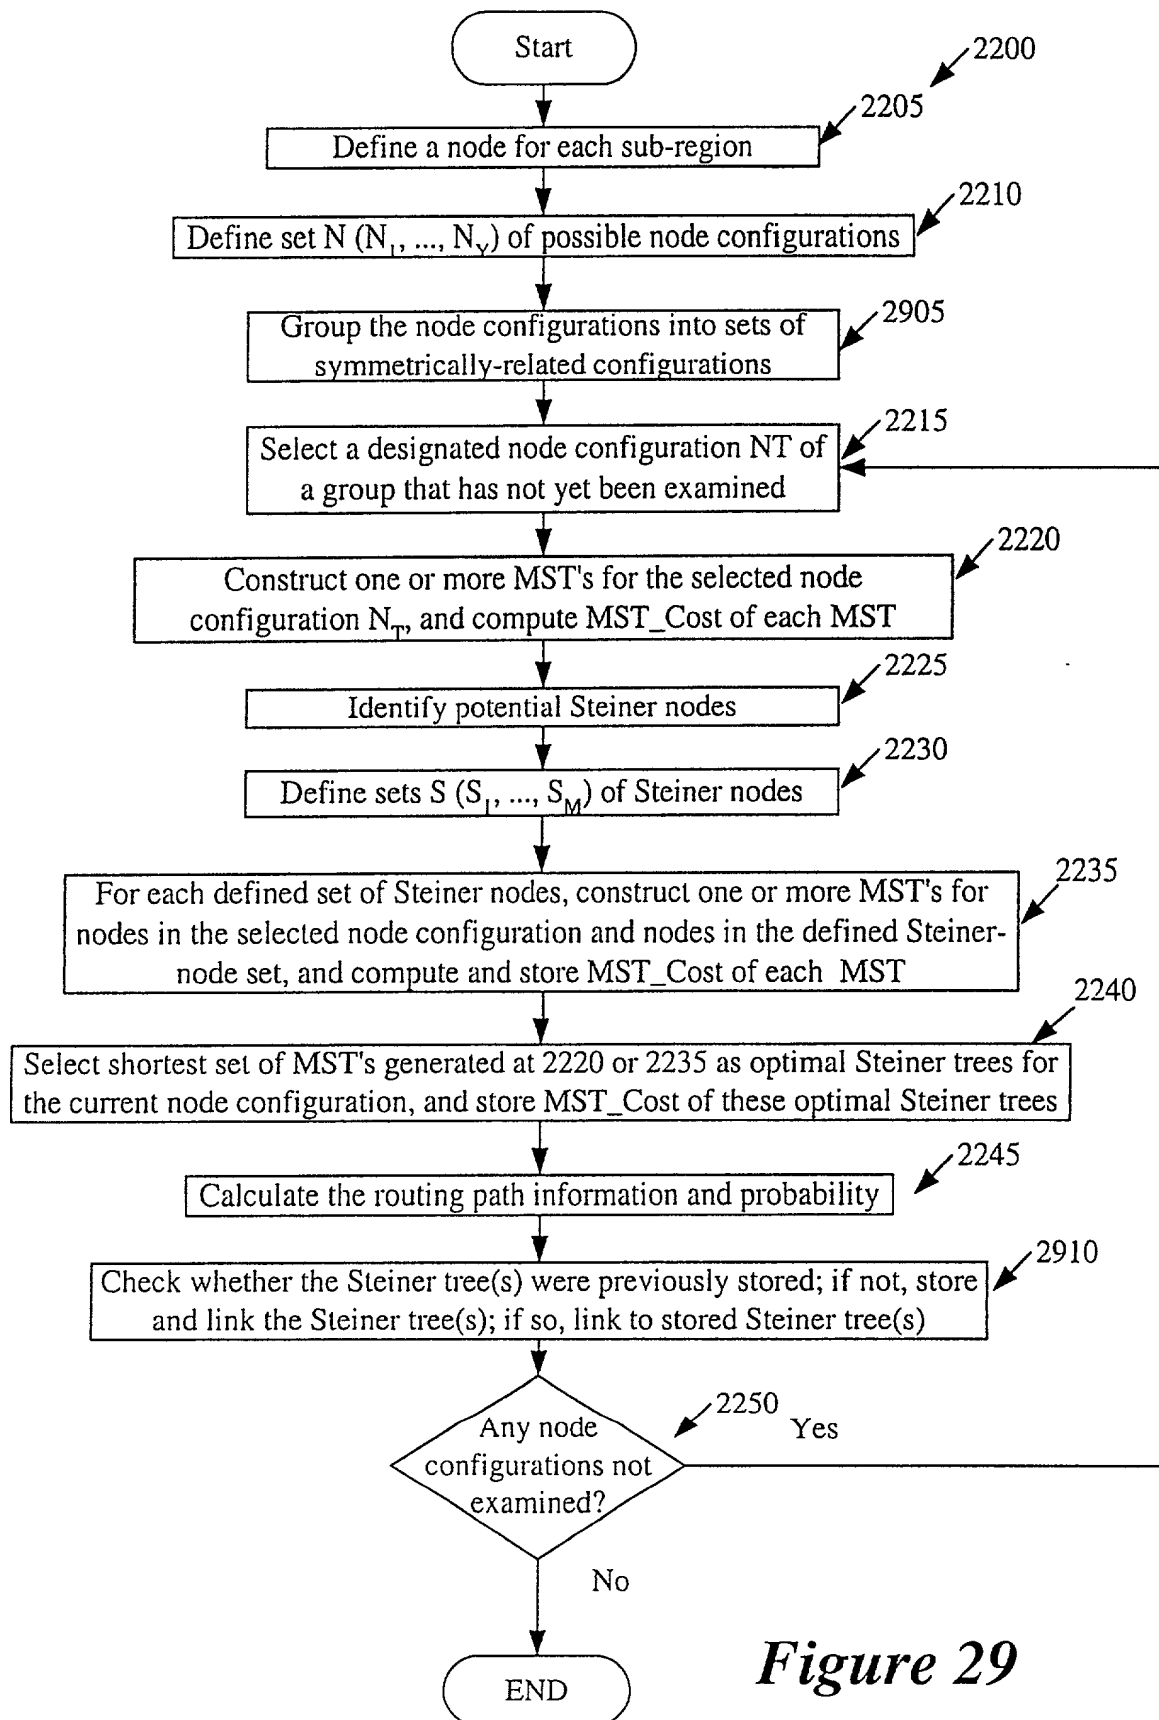 Start
2200
2205
Define a node for each sub-region
2210
Define set N (N1, ..., NY) of possible node configurations
2905
Group the node configurations into sets of
symmetrically-related configurations
2215
Select a designated node configuration NT of
a group that has not yet been examined
2220
Construct one or more MST's for the selected node
configuration NT, and compute MST_Cost of each MST
2225
Identify potential Steiner nodes
2230
Define sets S (S1, ..., SM) of Steiner nodes
2235
For each defined set of Steiner nodes, construct one or more MST's for
nodes in the selected node configuration and nodes in the defined Steiner-
node set, and compute and store MST_Cost of each MST
2240
Select shortest set of MST's generated at 2220 or 2235 as optimal Steiner trees for
the current node configuration, and store MST_Cost of these optimal Steiner trees
2245
Calculate the routing path information and probability
2910
Check whether the Steiner tree(s) were previously stored; if not, store
and link the Steiner tree(s); if so, link to stored Steiner tree(s)
2250
Yes
Any node
configurations not
examined?
No
END
Figure 29